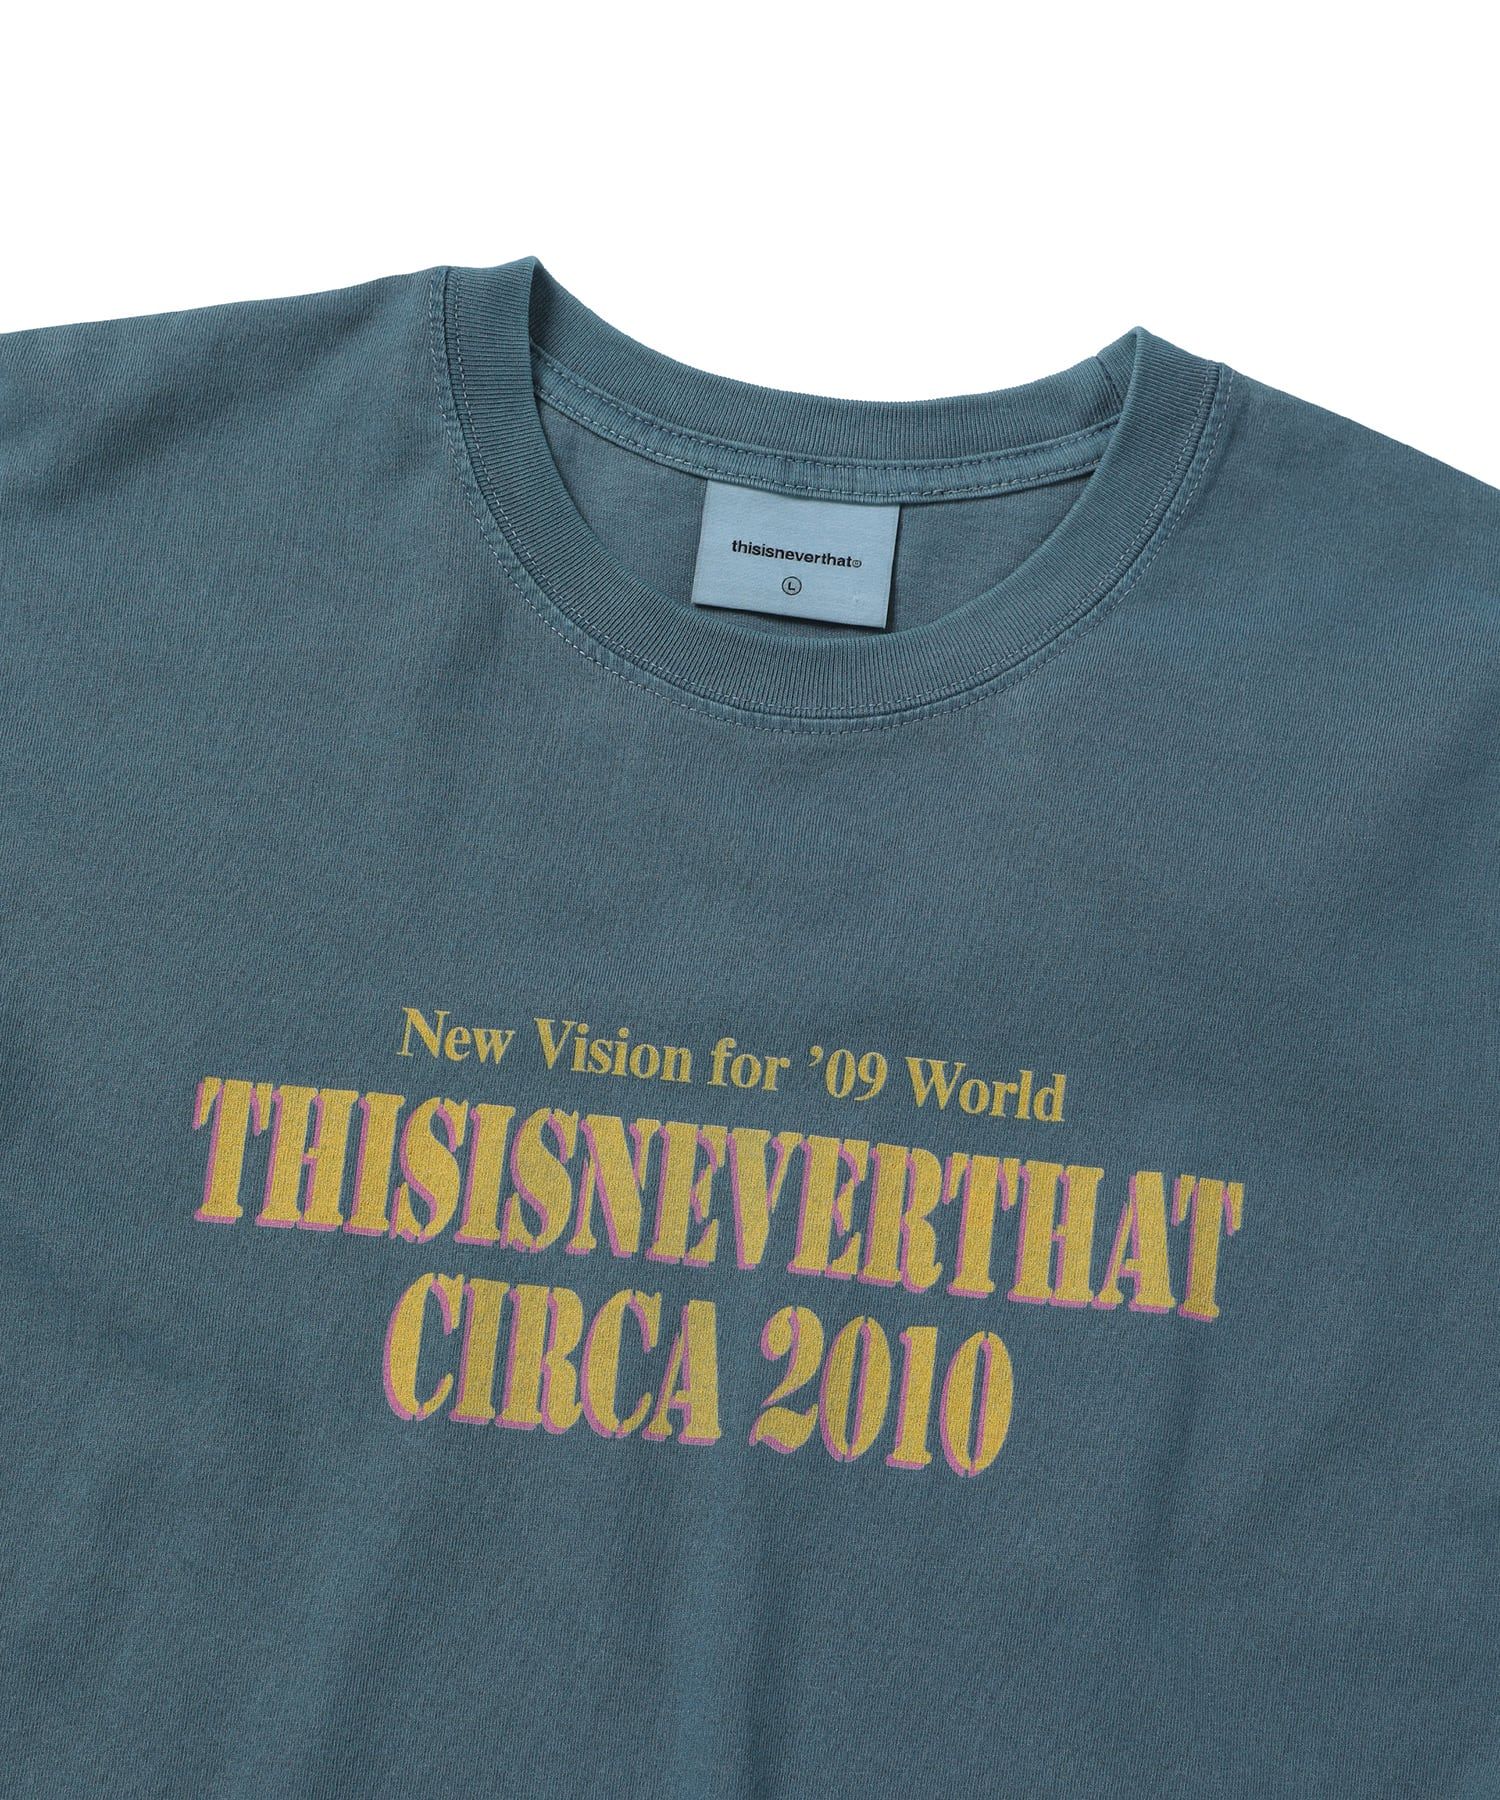 thisisneverthat®
L
New Vision for ’09 World
THISISNEVERTHAT
CIRCA 2010